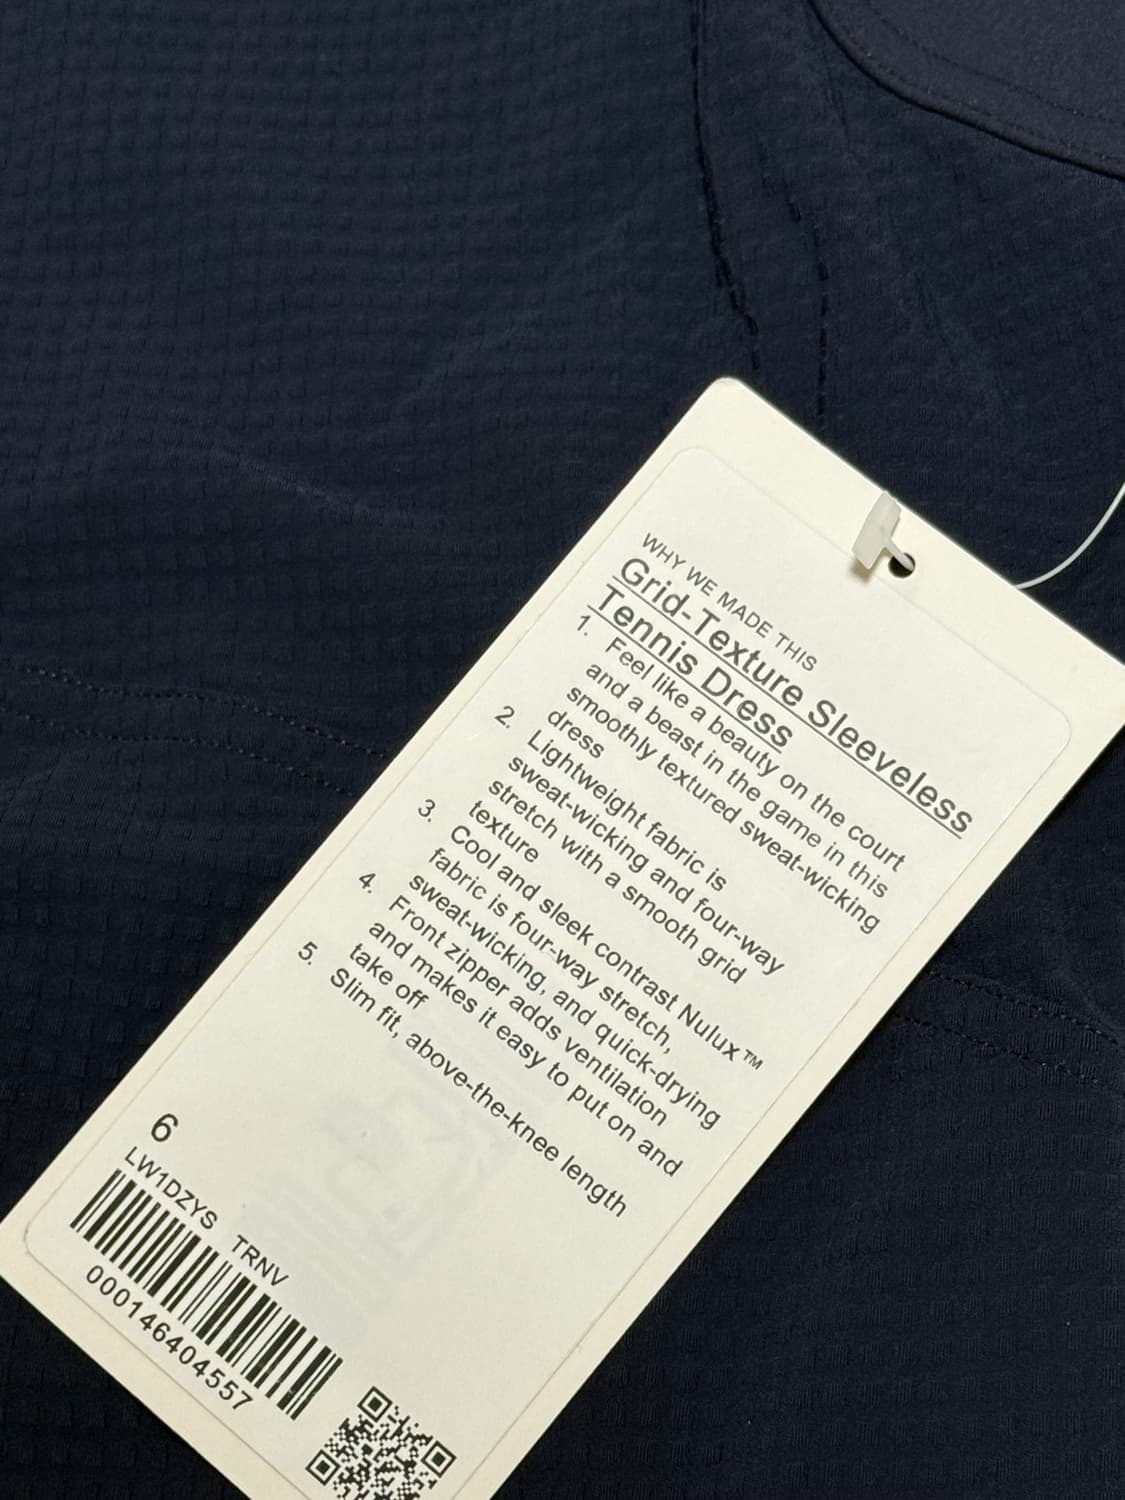 WHY WE MADE THIS
Grid-Texture Sleeveless
Tennis Dress
1. Feel like a beauty on the court
and a beast in the game in this
smoothly textured sweat-wicking
dress
2. Lightweight fabric is
sweat-wicking and four-way
stretch with a smooth grid
texture
3. Cool and sleek contrast Nulux™
fabric is four-way stretch,
sweat-wicking, and quick-drying
4. Front zipper adds ventilation
and makes it easy to put on and
take off
5. Slim fit, above-the-knee length
6
LW1DZYS TRNV
000146404557